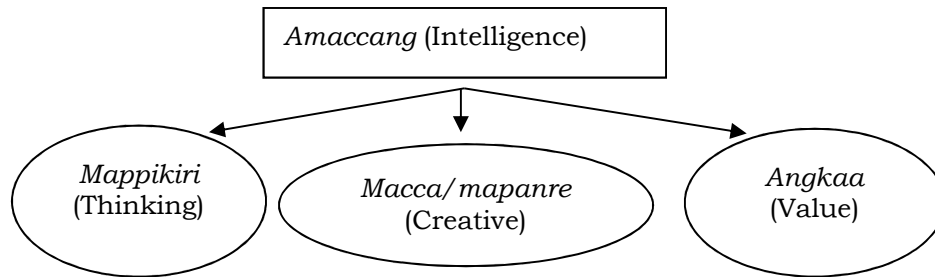 Amaccang (Intelligence)
Mappikiri
(Thinking)
Macca/mapanre
(Creative)
Angkaa
(Value)